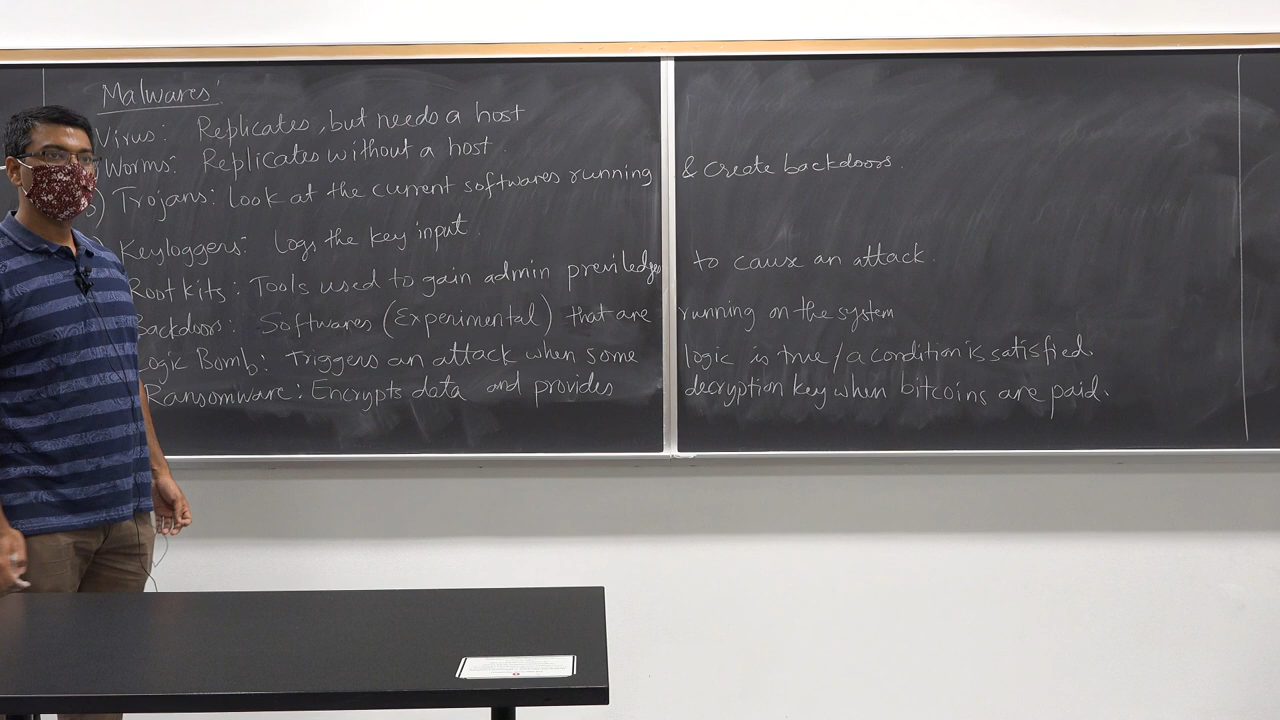 Malwares:
Virus: Replicates, but needs a host
Worms: Replicates without a host.
3) Trojans: Look at the current softwares running & create backdoors.
Keyloggers: Logs the key input.
Root kits: Tools used to gain admin previledges to cause an attack.
Backdoors: Softwares (Experimental) that are running on the system
Logic Bomb: Triggers an attack when some logic is true/a condition is satisfied.
Ransomware: Encrypts data and provides decryption key when bitcoins are paid.